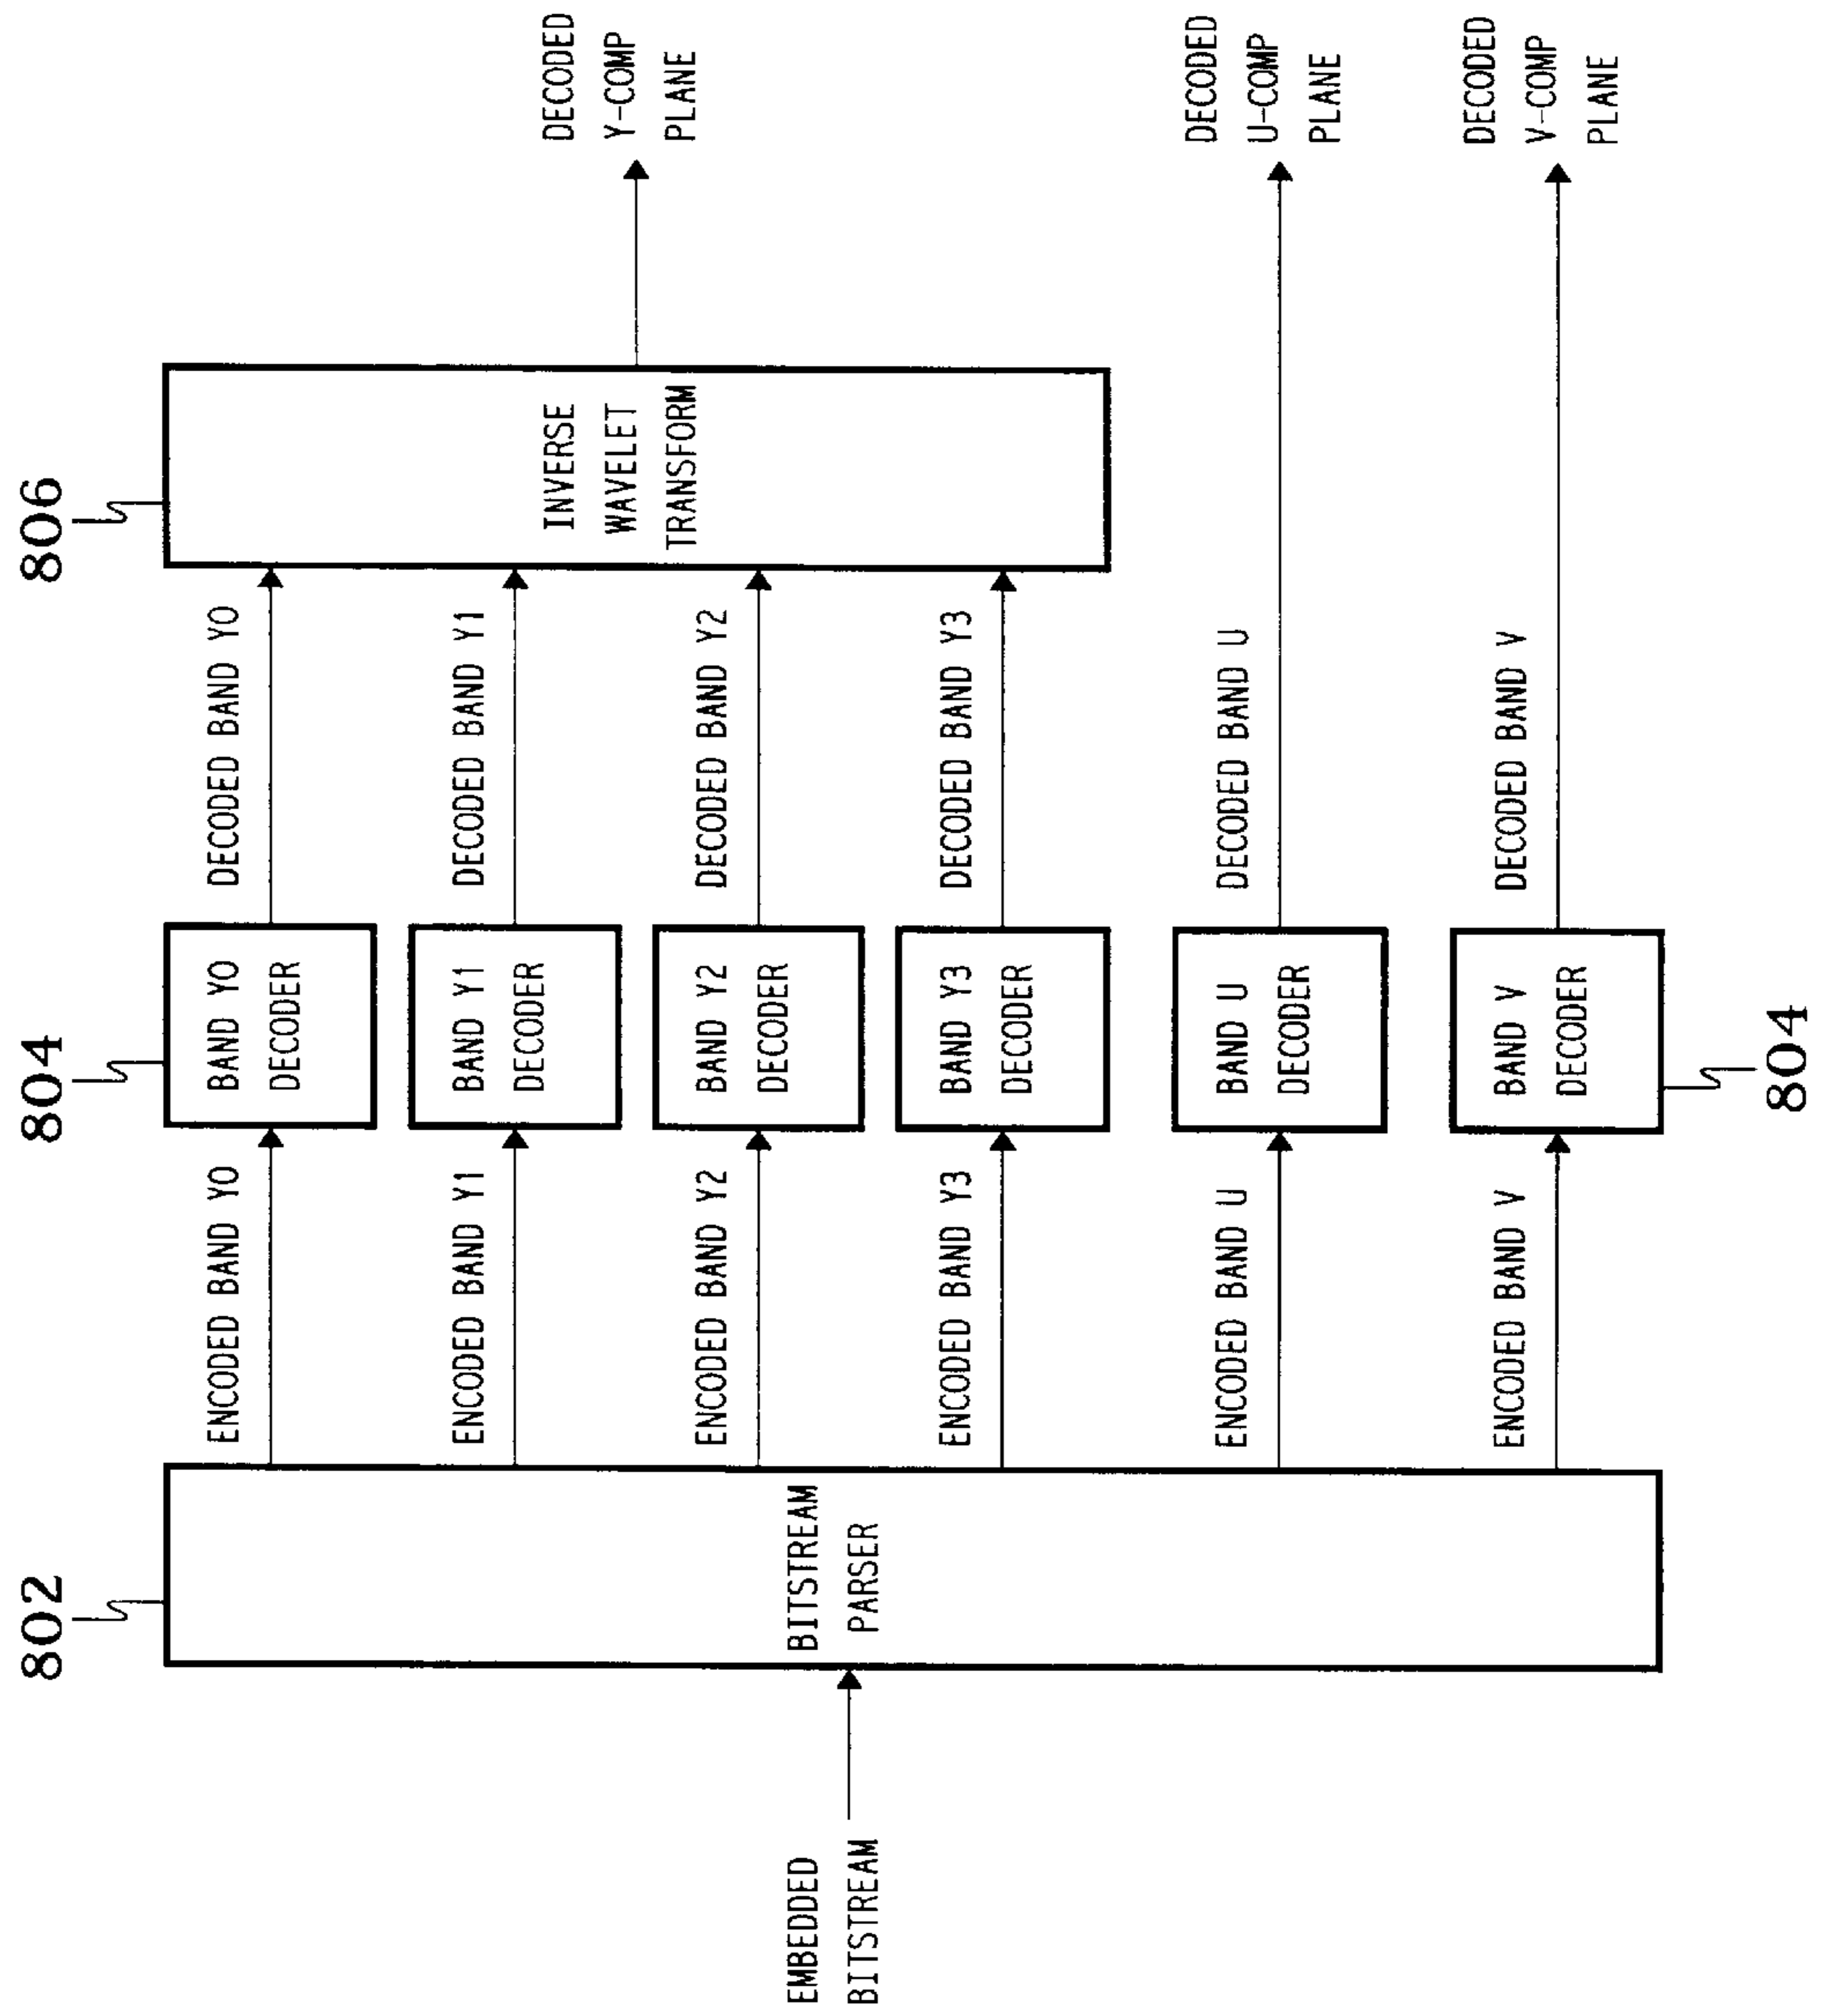 802
804
806
EMBEDDED
BITSTREAM
BITSTREAM
PARSER
ENCODED BAND Y0
BAND Y0
DECODER
DECODED BAND Y0
ENCODED BAND Y1
BAND Y1
DECODER
DECODED BAND Y1
ENCODED BAND Y2
BAND Y2
DECODER
DECODED BAND Y2
ENCODED BAND Y3
BAND Y3
DECODER
DECODED BAND Y3
INVERSE
WAVELET
TRANSFORM
DECODED
Y-COMP
PLANE
ENCODED BAND U
BAND U
DECODER
DECODED BAND U
DECODED
U-COMP
PLANE
ENCODED BAND V
BAND V
DECODER
DECODED BAND V
DECODED
V-COMP
PLANE
804